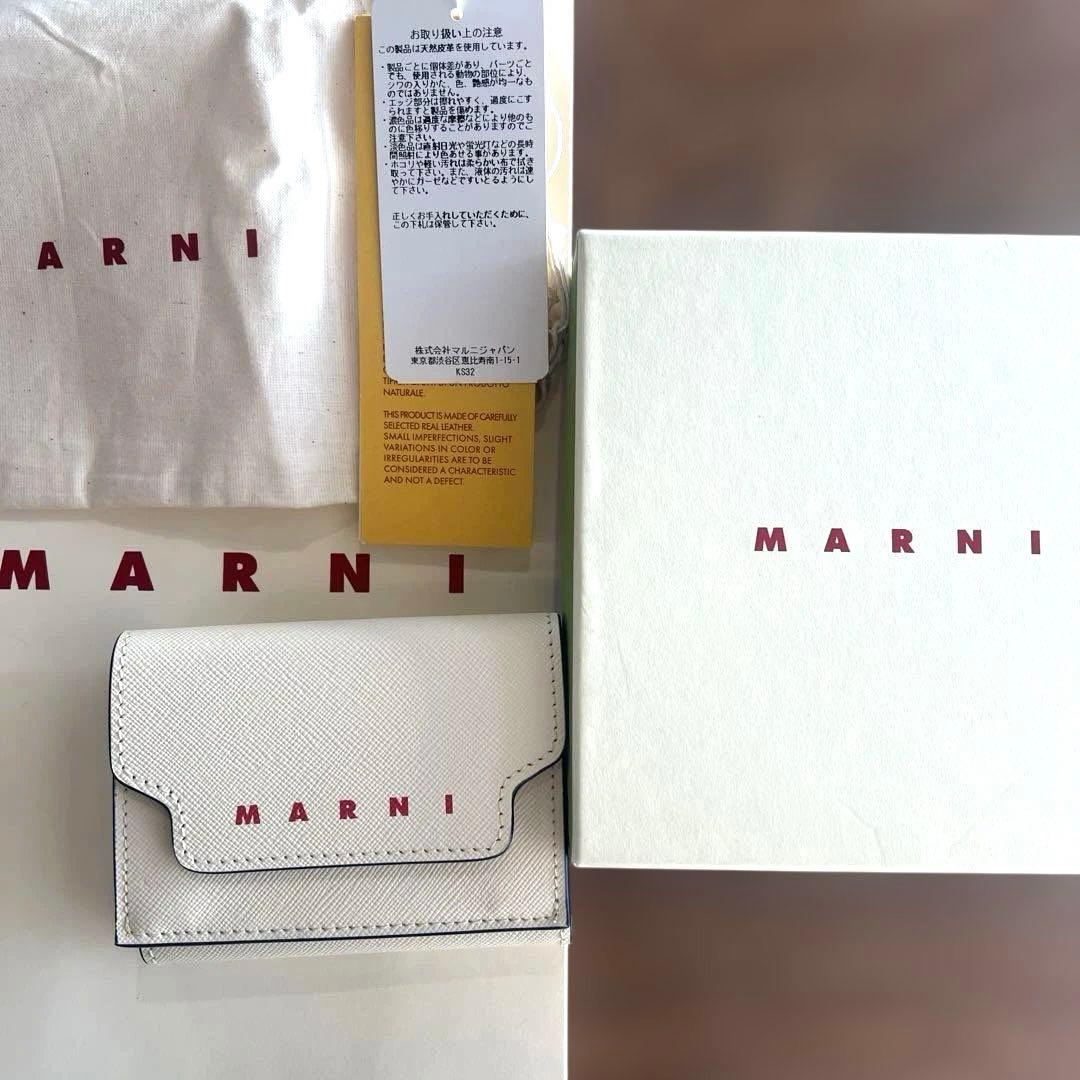 お取り扱い上の注意
この製品は天然皮革を使用しています。
・製品ごとに個体差があり、パーツごと
でも、使用される動物の部位により、
シワの入りかた、色、艶感が均一なも
のではありません。
・エッジ部分は擦れやすく、過度にこす
られますと製品を傷めます。
・濃色品は過度な摩擦などにより他のも
のに色移りすることがありますのでご
注意下さい。
・淡色品は直射日光や蛍光灯などの長時
間照射により色あせる事があります。
・ホコリや軽い汚れは柔らかい布で拭き
取って下さい。また、液体の汚れは速
やかにガーゼなどですいとるようにし
て下さい。
正しくお手入れしていただくために、
この下札は保管して下さい。
株式会社マルニジャパン
東京都渋谷区恵比寿南1-15-1
KS32
NATURALE.
THIS PRODUCT IS MADE OF CAREFULLY
SELECTED REAL LEATHER.
SMALL IMPERFECTIONS, SLIGHT
VARIATIONS IN COLOR OR
IRREGULARITIES ARE TO BE
CONSIDERED A CHARACTERISTIC
AND NOT A DEFECT.
ARNI
MARNI
MARNI
MARNI